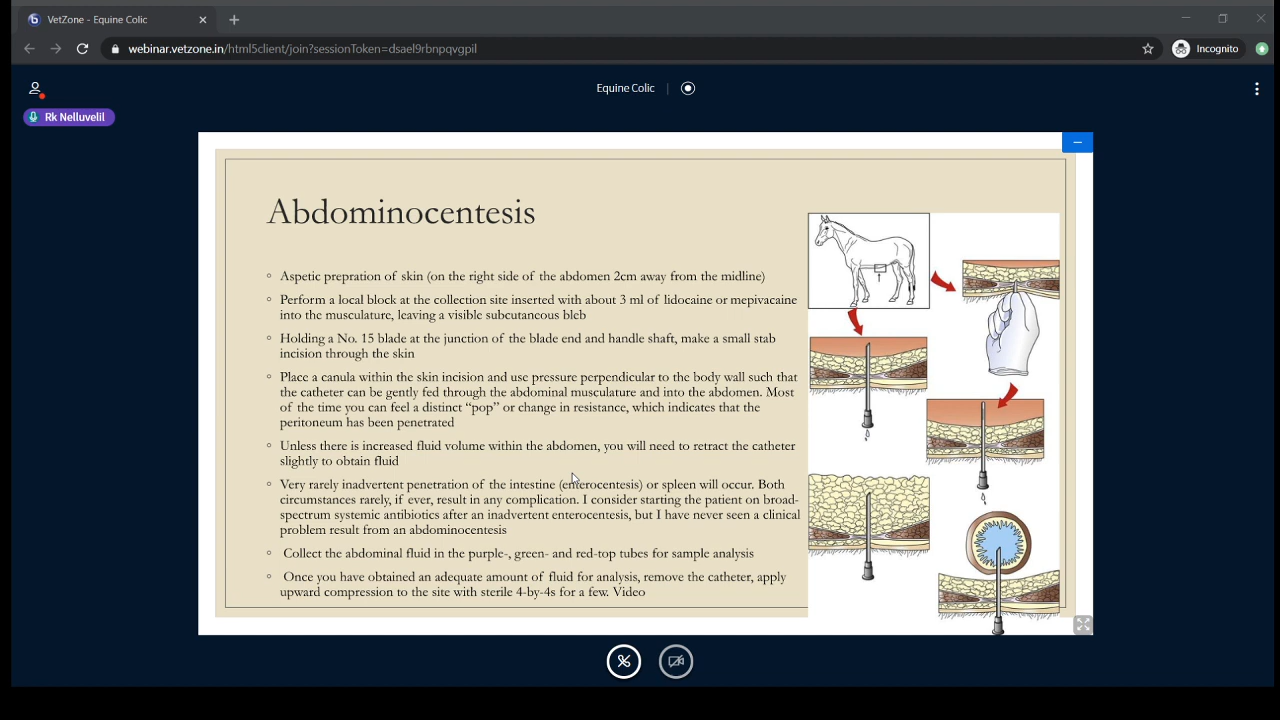 VetZone - Equine Colic
webinar.vetzone.in/html5client/join?sessionToken=dsael9rbnpqvgpil
Incognito
Equine Colic
Rk Nelluvelil
Abdominocentesis
Aspetic prepration of skin (on the right side of the abdomen 2cm away from the midline)
Perform a local block at the collection site inserted with about 3 ml of lidocaine or mepivacaine
into the musculature, leaving a visible subcutaneous bleb
Holding a No. 15 blade at the junction of the blade end and handle shaft, make a small stab
incision through the skin
Place a canula within the skin incision and use pressure perpendicular to the body wall such that
the catheter can be gently fed through the abdominal musculature and into the abdomen. Most
of the time you can feel a distinct “pop” or change in resistance, which indicates that the
peritoneum has been penetrated
Unless there is increased fluid volume within the abdomen, you will need to retract the catheter
slightly to obtain fluid
Very rarely inadvertent penetration of the intestine (enterocentesis) or spleen will occur. Both
circumstances rarely, if ever, result in any complication. I consider starting the patient on broad-
spectrum systemic antibiotics after an inadvertent enterocentesis, but I have never seen a clinical
problem result from an abdominocentesis
Collect the abdominal fluid in the purple-, green- and red-top tubes for sample analysis
Once you have obtained an adequate amount of fluid for analysis, remove the catheter, apply
upward compression to the site with sterile 4-by-4s for a few. Video